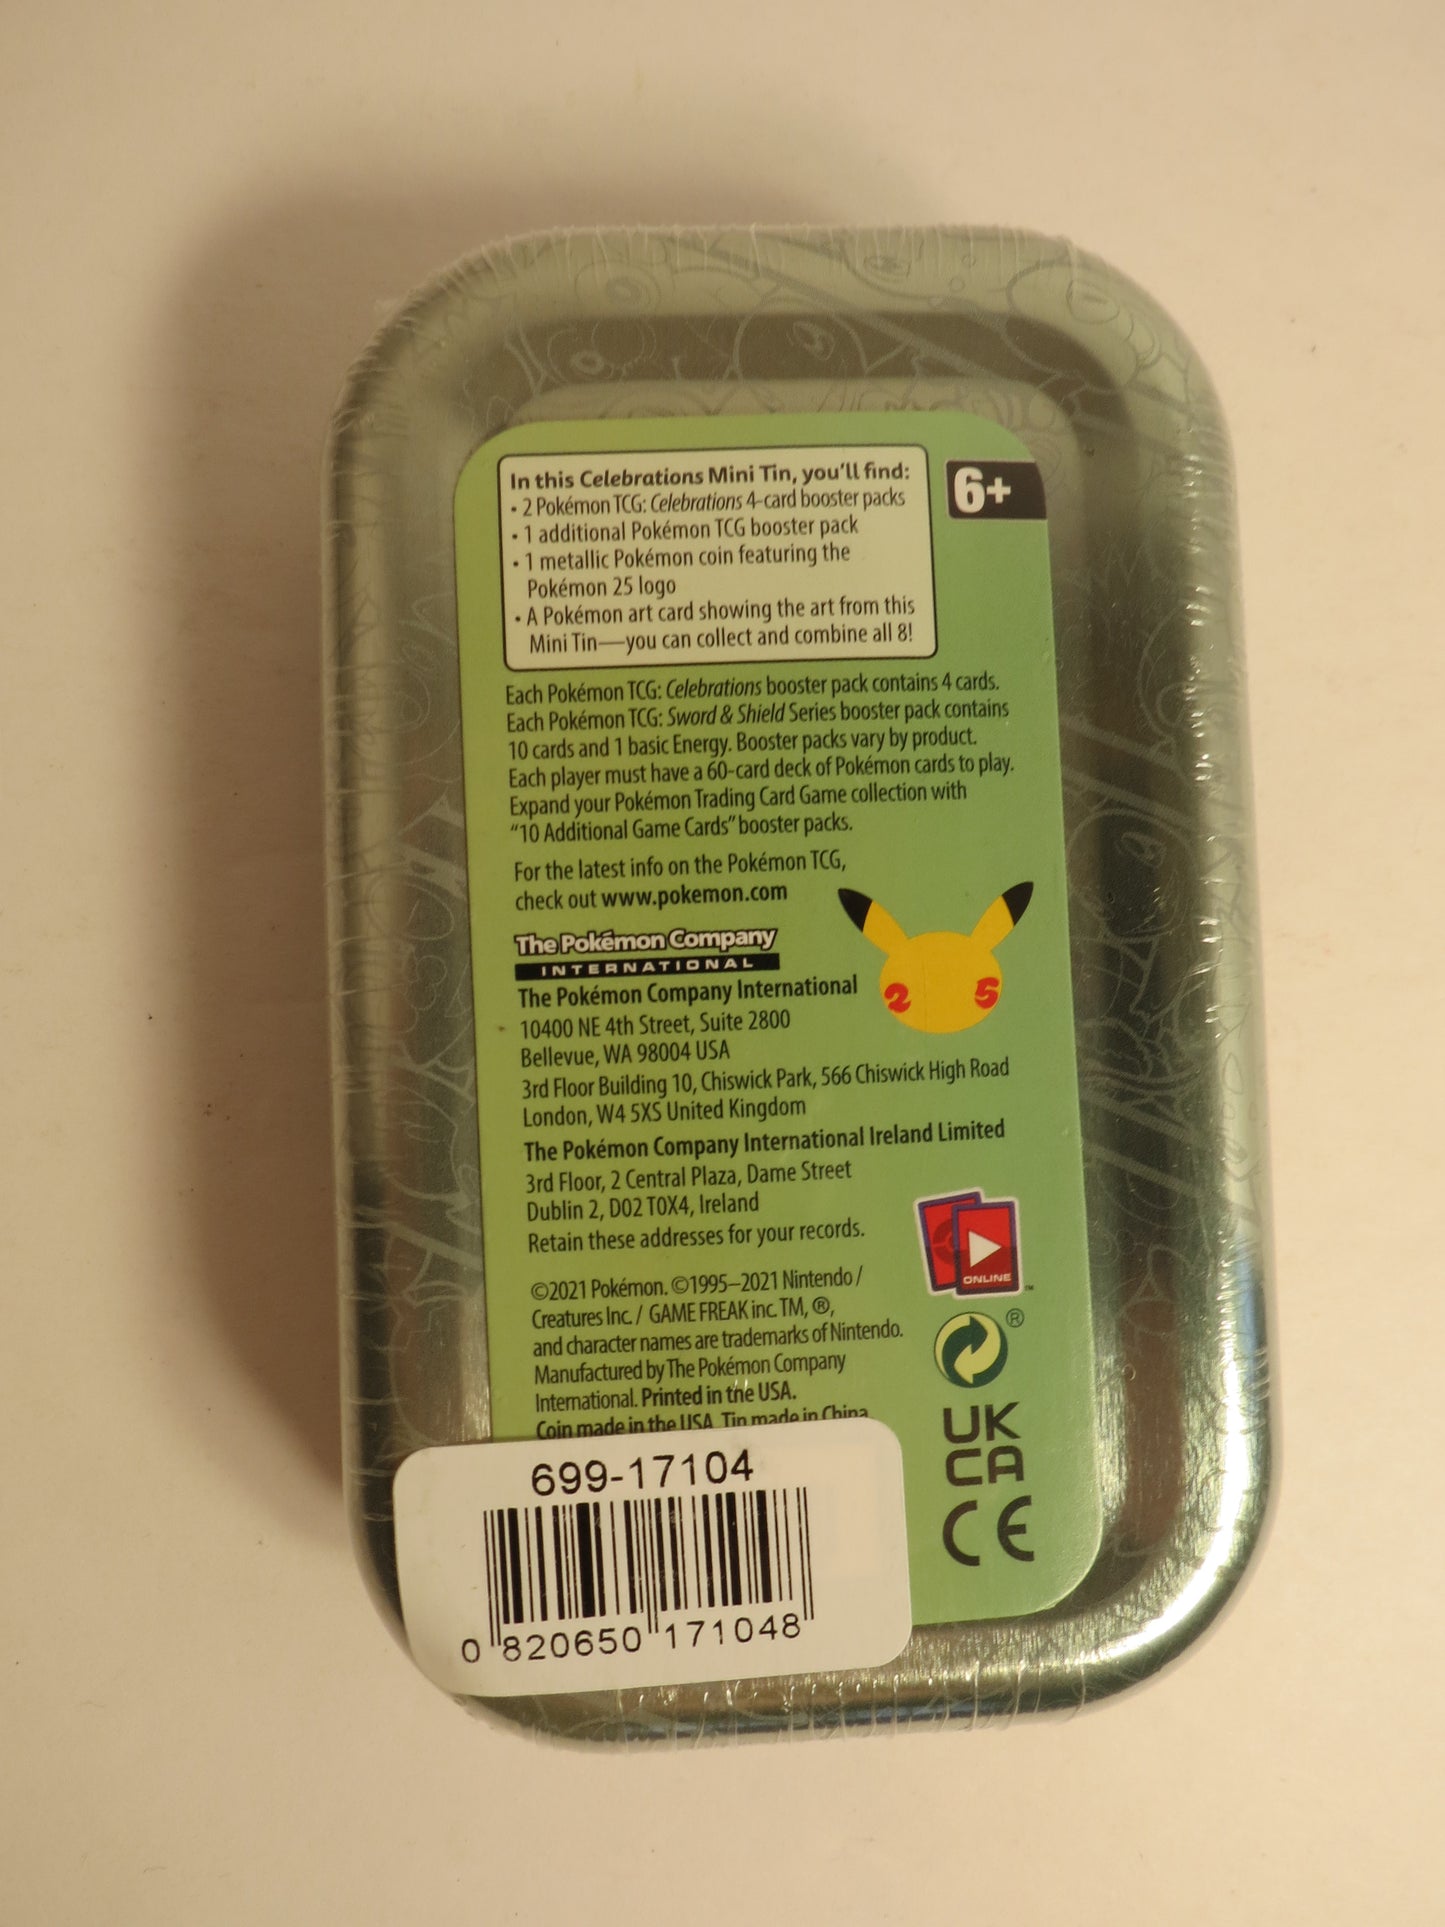 In this Celebrations Mini Tin, you'll find:
• 2 Pokémon TCG: Celebrations 4-card booster packs
• 1 additional Pokémon TCG booster pack
• 1 metallic Pokémon coin featuring the
Pokémon 25 logo
• A Pokémon art card showing the art from this
Mini Tin—you can collect and combine all 8!
6+
Each Pokémon TCG: Celebrations booster pack contains 4 cards.
Each Pokémon TCG: Sword & Shield Series booster pack contains
10 cards and 1 basic Energy. Booster packs vary by product.
Each player must have a 60-card deck of Pokémon cards to play.
Expand your Pokémon Trading Card Game collection with
"10 Additional Game Cards" booster packs.
For the latest info on the Pokémon TCG,
check out www.pokemon.com
The Pokémon Company
INTERNATIONAL
25
The Pokémon Company International
10400 NE 4th Street, Suite 2800
Bellevue, WA 98004 USA
3rd Floor Building 10, Chiswick Park, 566 Chiswick High Road
London, W4 5XS United Kingdom
The Pokémon Company International Ireland Limited
3rd Floor, 2 Central Plaza, Dame Street
Dublin 2, D02 T0X4, Ireland
Retain these addresses for your records.
ONLINE ™
©2021 Pokémon. ©1995–2021 Nintendo /
Creatures Inc. / GAME FREAK inc. TM, ®,
and character names are trademarks of Nintendo.
Manufactured by The Pokémon Company
International. Printed in the USA.
Coin made in the USA. Tin made in China
®
UK
CA
CE
699-17104
0 820650 171048